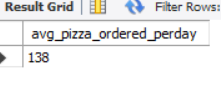 Result Grid Filter Rows:
avg_pizza_ordered_perday
138